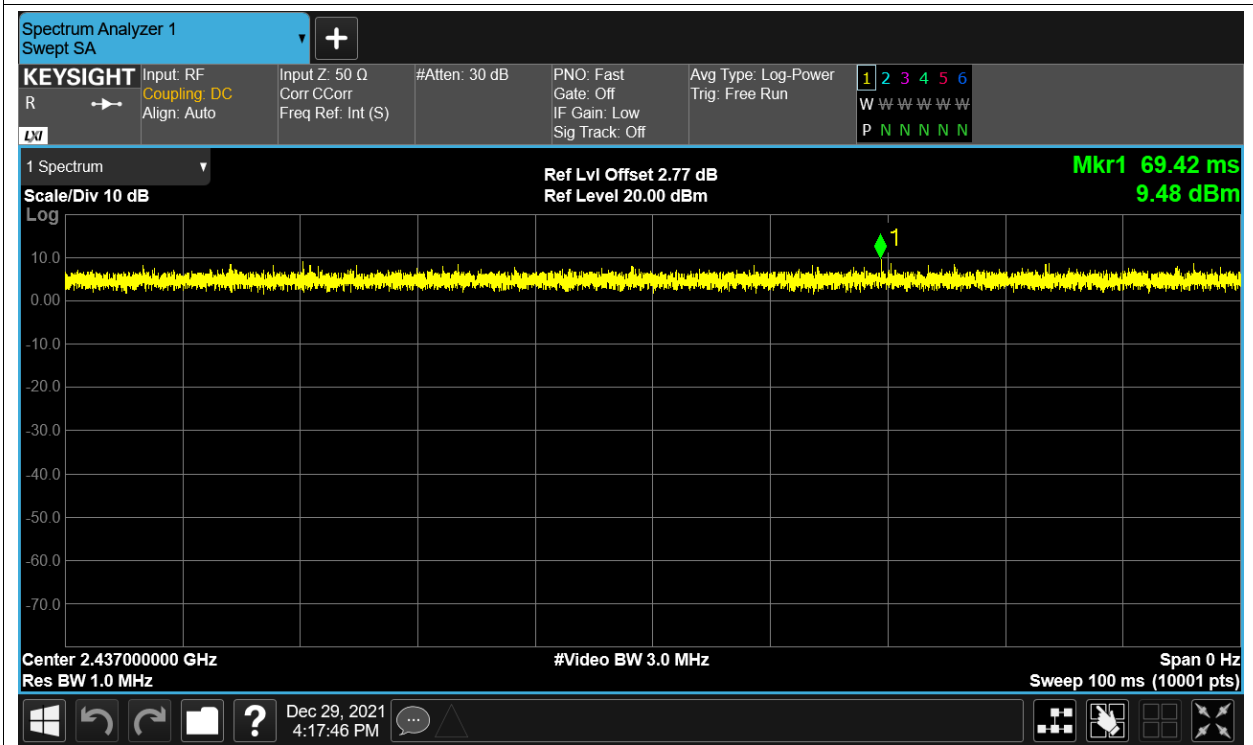 Spectrum Analyzer 1
Swept SA
KEYSIGHT
R
LXI
Input: RF
Coupling: DC
Align: Auto
Input Z: 50 Ω
Corr CCorr
Freq Ref: Int (S)
#Atten: 30 dB
PNO: Fast
Gate: Off
IF Gain: Low
Sig Track: Off
Avg Type: Log-Power
Trig: Free Run
1 2 3 4 5 6
W W W W W W
P N N N N N
1 Spectrum
Scale/Div 10 dB
Ref Lvl Offset 2.77 dB
Ref Level 20.00 dBm
Mkr1 69.42 ms
9.48 dBm
Log
1
10.0
0.00
-10.0
-20.0
-30.0
-40.0
-50.0
-60.0
-70.0
Center 2.437000000 GHz
#Video BW 3.0 MHz
Span 0 Hz
Res BW 1.0 MHz
Sweep 100 ms (10001 pts)
?
Dec 29, 2021
4:17:46 PM